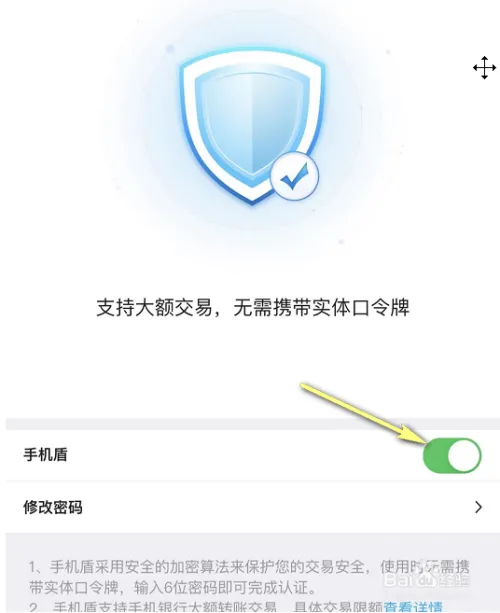 支持大额交易，无需携带实体口令牌
手机盾
修改密码
1、手机盾采用安全的加密算法来保护您的交易安全，使用时无需携
带实体口令牌，输入6位密码即可完成认证。
2、手机盾支持手机银行大额转账交易，具体交易限额查看详情
Bai 经验